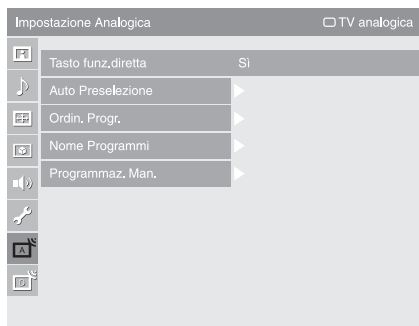 Impostazione Analogica TV analogica
Tasto funz.diretta Sì
Auto Preselezione
Ordin. Progr.
Nome Programmi
Programmaz. Man.
A
D